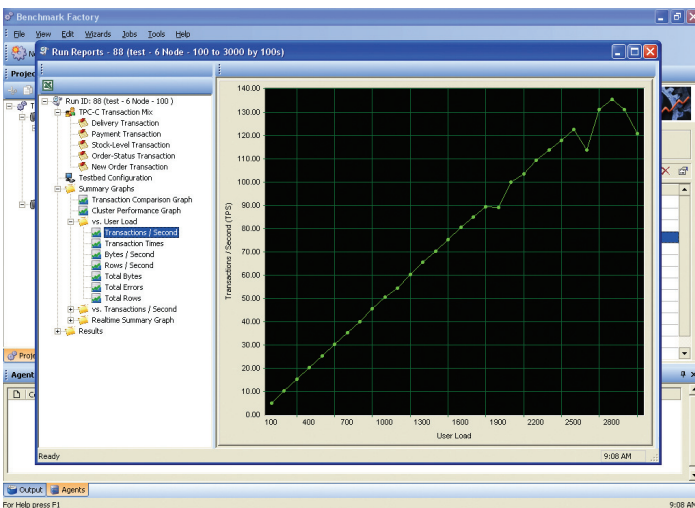 Benchmark Factory
File View Edit Wizards Jobs Tools Help
Run Reports - 88 (test - 6 Node - 100 to 3000 by 100s)
Run ID: 88 (test - 6 Node - 100 )
TPC-C Transaction Mix
Delivery Transaction
Payment Transaction
Stock-Level Transaction
Order-Status Transaction
New Order Transaction
Testbed Configuration
Summary Graphs
Transaction Comparison Graph
Cluster Performance Graph
vs. User Load
Transactions / Second
Transaction Times
Bytes / Second
Rows / Second
Total Bytes
Total Errors
Total Rows
vs. Transactions / Second
Realtime Summary Graph
Results
Transactions / Second (TPS)
140.00
130.00
120.00
110.00
100.00
90.00
80.00
70.00
60.00
50.00
40.00
30.00
20.00
10.00
0.00
100 400 700 1000 1300 1600 1900 2200 2500 2800
User Load
Ready 9:08 AM
Agent
Output Agents
For Help press F1 9:08 AM